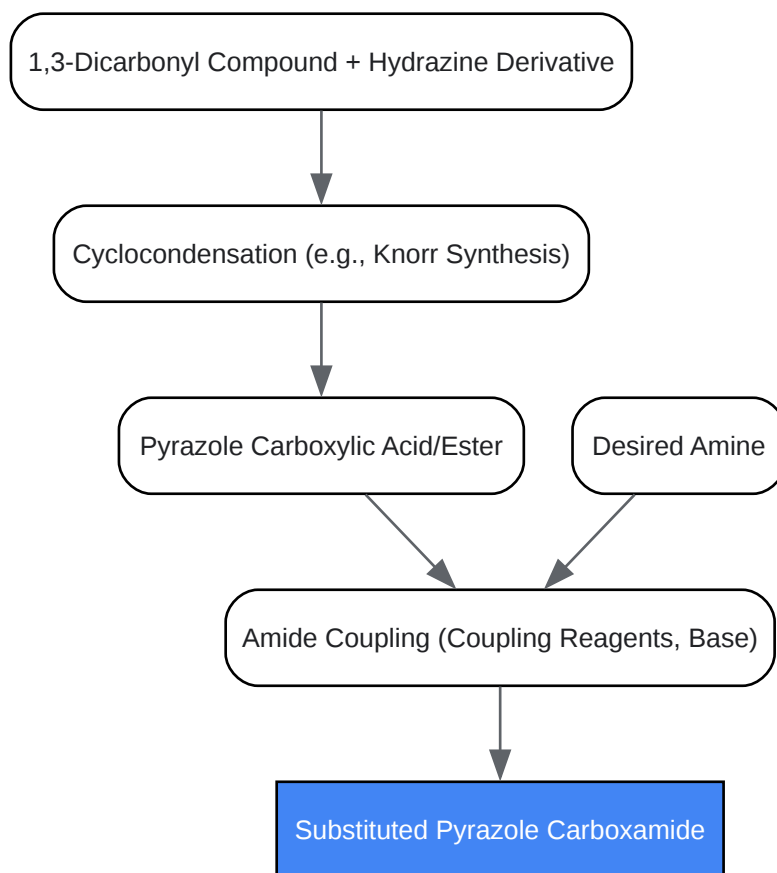 1,3-Dicarbonyl Compound + Hydrazine Derivative
Cyclocondensation (e.g., Knorr Synthesis)
Pyrazole Carboxylic Acid/Ester
Desired Amine
Amide Coupling (Coupling Reagents, Base)
Substituted Pyrazole Carboxamide